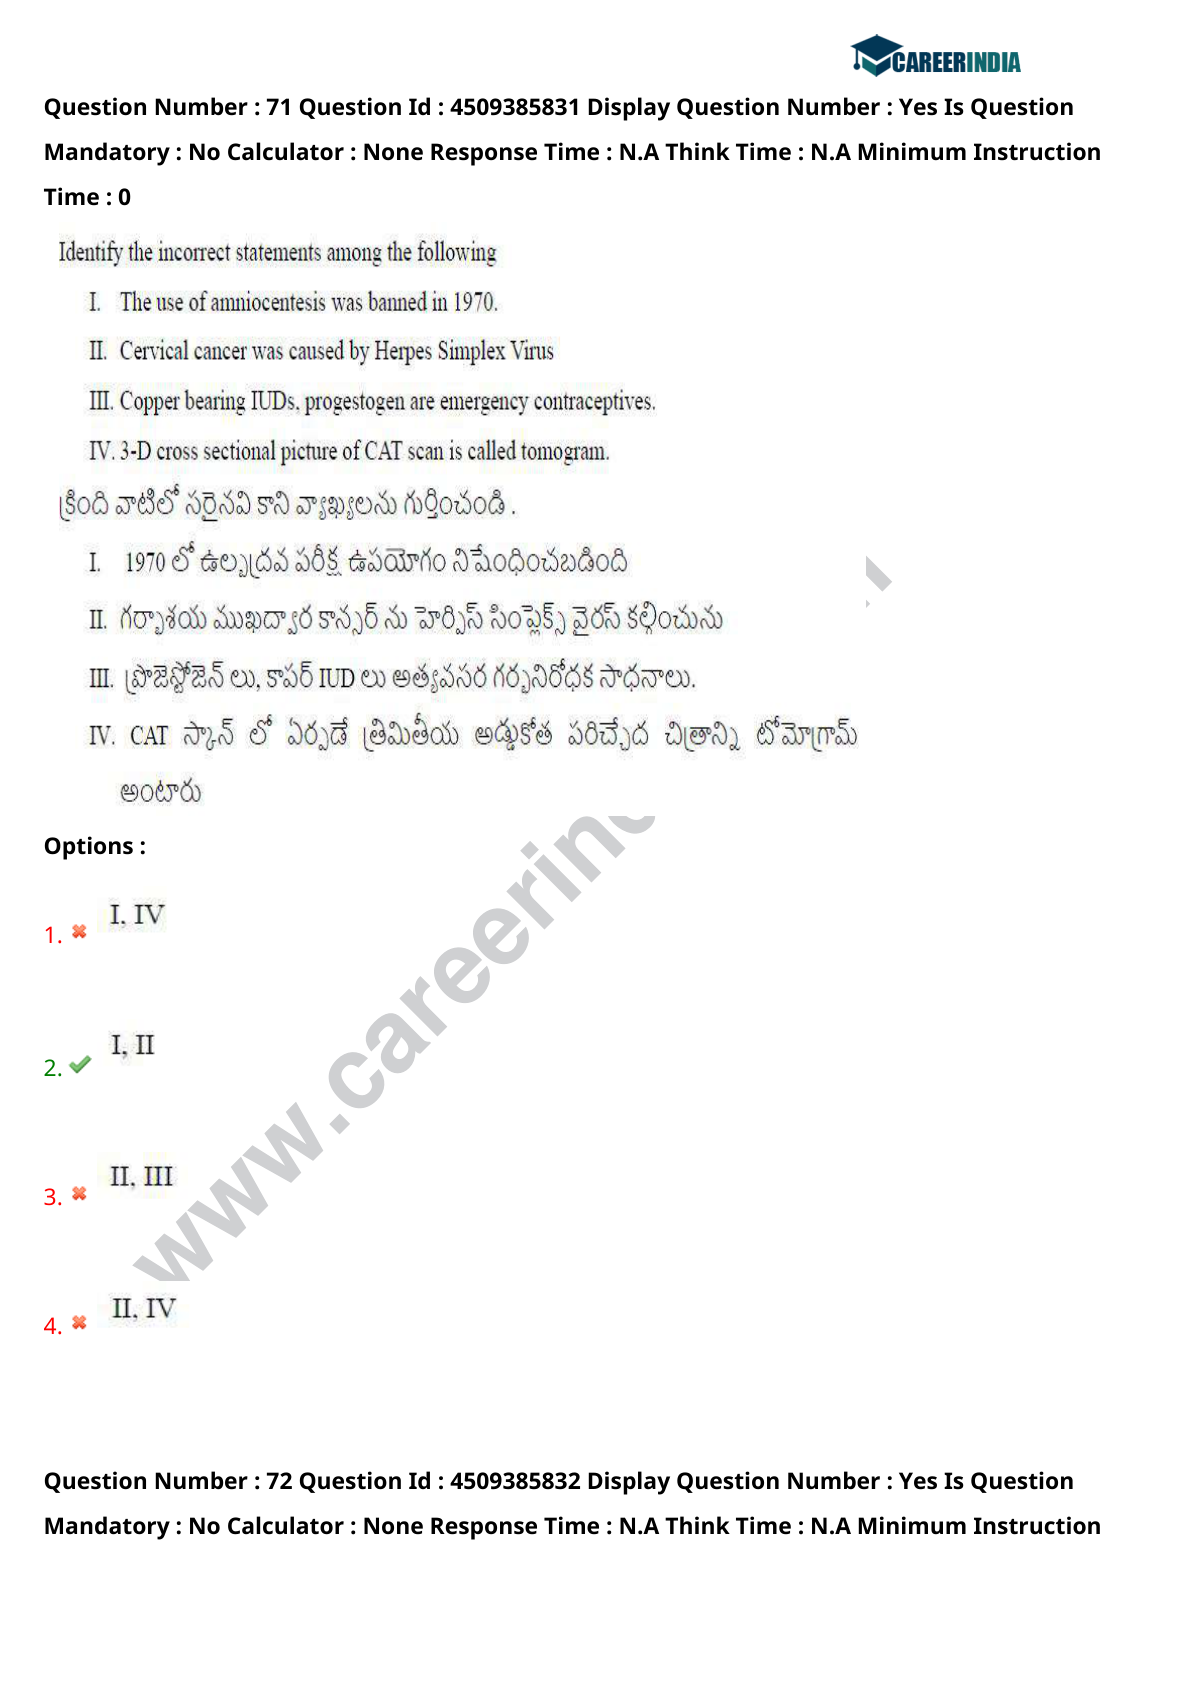 CAREERINDIA
Question Number : 71 Question Id : 4509385831 Display Question Number : Yes Is Question
Mandatory : No Calculator : None Response Time : N.A Think Time : N.A Minimum Instruction
Time : 0
Identify the incorrect statements among the following
I. The use of amniocentesis was banned in 1970.
II. Cervical cancer was caused by Herpes Simplex Virus
III. Copper bearing IUDs, progestogen are emergency contraceptives.
IV. 3-D cross sectional picture of CAT scan is called tomogram.
క్రింది వాటిలో సరైనవి కాని వ్యాఖ్యలను గుర్తించండి .
I. 1970 లో ఉల్బద్రవ పరీక్ష ఉపయోగం నిషేంధించబడింది
II. గర్భాశయ ముఖద్వార కాన్సర్ ను హెర్పిస్ సింప్లెక్స్ వైరస్ కల్గించును
III. ప్రొజెస్టోజెన్ లు, కాపర్ IUD లు అత్యవసర గర్భనిరోధక సాధనాలు.
IV. CAT స్కాన్ లో ఏర్పడే త్రిమితీయ అడ్డుకోత పరిచ్ఛేద చిత్రాన్ని టోమోగ్రామ్
అంటారు
Options :
1. I, IV
2. I, II
3. II, III
4. II, IV
www.careerind
Question Number : 72 Question Id : 4509385832 Display Question Number : Yes Is Question
Mandatory : No Calculator : None Response Time : N.A Think Time : N.A Minimum Instruction